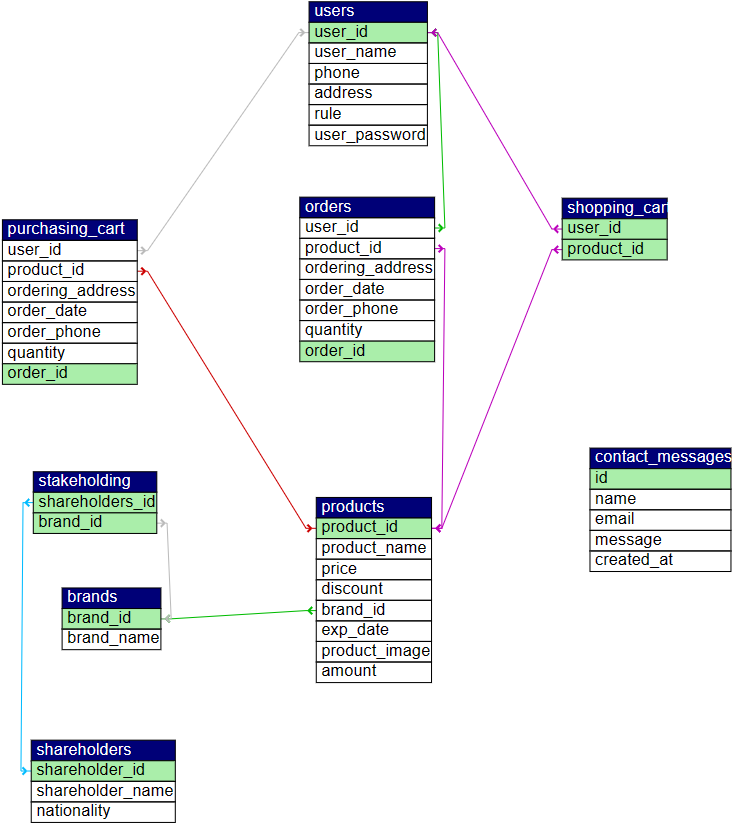 users
user_id
user_name
phone
address
rule
user_password
purchasing_cart
user_id
product_id
ordering_address
order_date
order_phone
quantity
order_id
orders
user_id
product_id
ordering_address
order_date
order_phone
quantity
order_id
shopping_cart
user_id
product_id
contact_messages
id
name
email
message
created_at
stakeholding
shareholders_id
brand_id
products
product_id
product_name
price
discount
brand_id
exp_date
product_image
amount
brands
brand_id
brand_name
shareholders
shareholder_id
shareholder_name
nationality